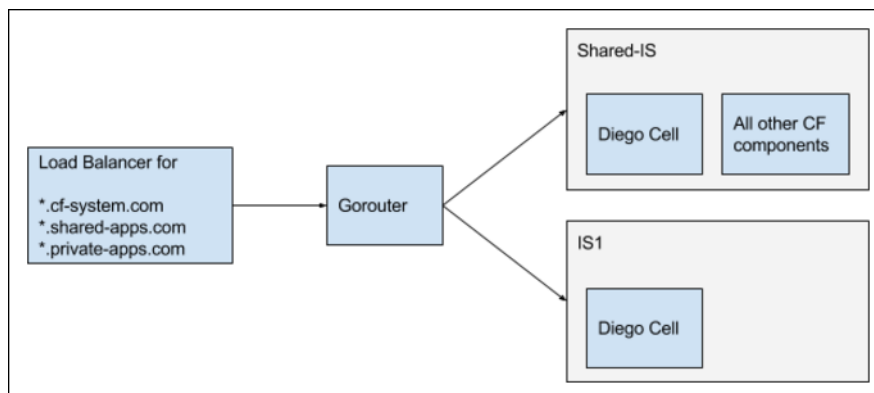 Load Balancer for
*.cf-system.com
*.shared-apps.com
*.private-apps.com
Gorouter
Shared-IS
Diego Cell
All other CF
components
IS1
Diego Cell